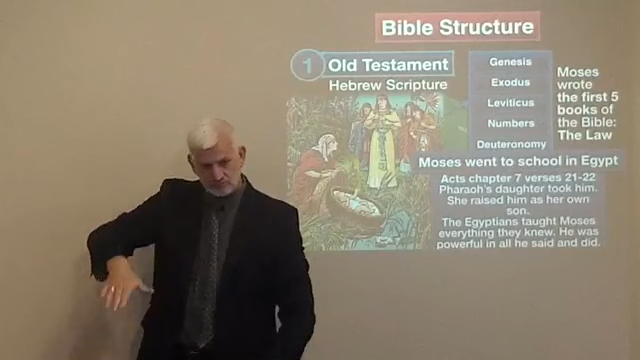 Bible Structure
1 Old Testament
Hebrew Scripture
Genesis
Exodus
Leviticus
Numbers
Deuteronomy
Moses
wrote
the first 5
books of
the Bible:
The Law
Moses went to school in Egypt
Acts chapter 7 verses 21-22
Pharaoh's daughter took him.
She raised him as her own
son.
The Egyptians taught Moses
everything they knew. He was
powerful in all he said and did.